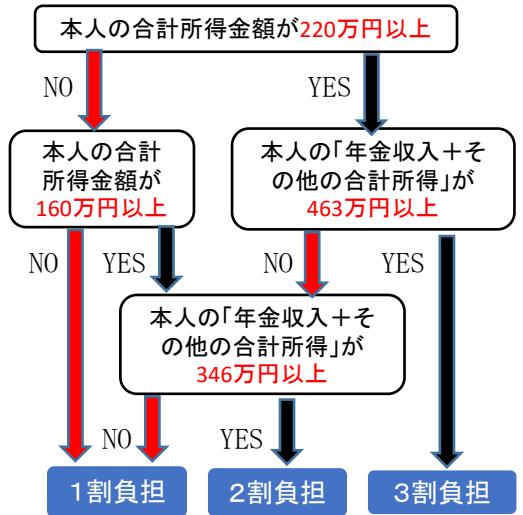 本人の合計所得金額が220万円以上
NO
YES
本人の合計
所得金額が
160万円以上
本人の「年金収入＋そ
の他の合計所得」が
463万円以上
NO
YES
NO
YES
本人の「年金収入＋そ
の他の合計所得」が
346万円以上
NO
YES
１割負担
２割負担
３割負担